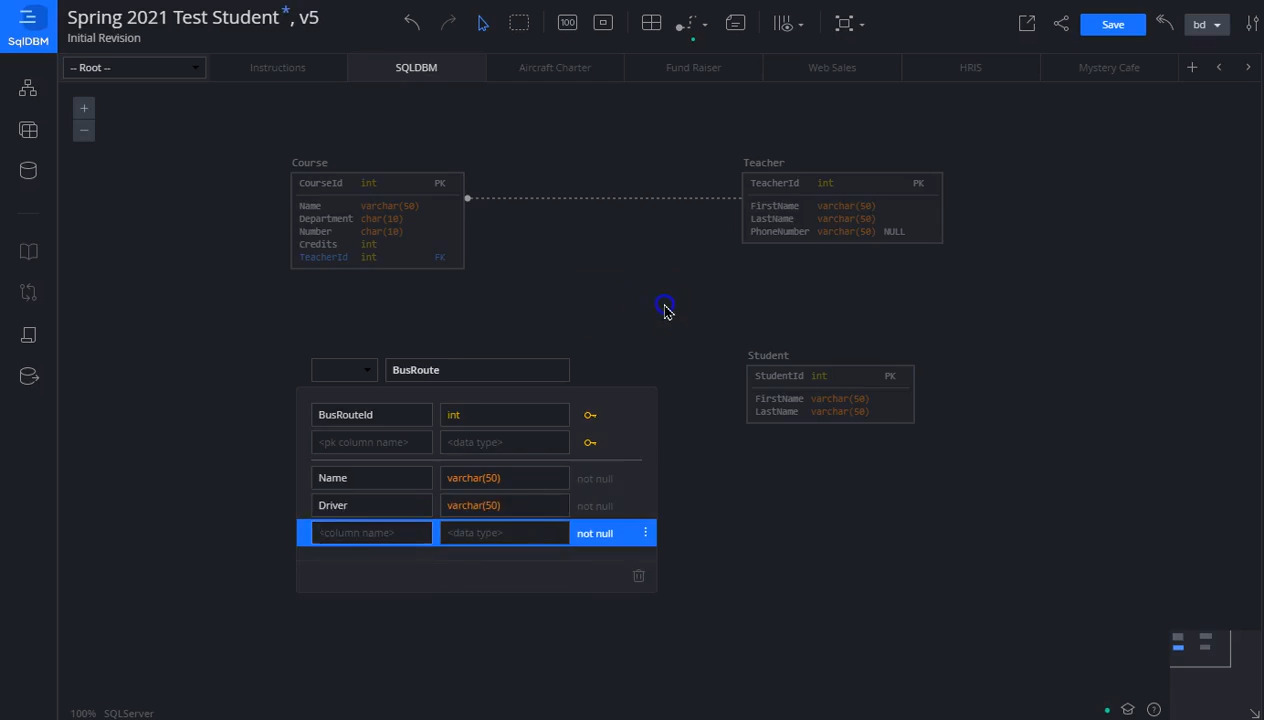 Spring 2021 Test Student*, v5
Initial Revision
SqlDBM
100
Save
bd
-- Root --
Instructions
SQLDBM
Aircraft Charter
Fund Raiser
Web Sales
HRIS
Mystery Cafe
Course
CourseId int PK
Name varchar(50)
Department char(10)
Number char(10)
Credits int
TeacherId int FK
Teacher
TeacherId int PK
FirstName varchar(50)
LastName varchar(50)
PhoneNumber varchar(50) NULL
BusRoute
BusRouteId int
<pk column name> <data type>
Name varchar(50) not null
Driver varchar(50) not null
<column name> <data type> not null
Student
StudentId int PK
FirstName varchar(50)
LastName varchar(50)
100% SQLServer